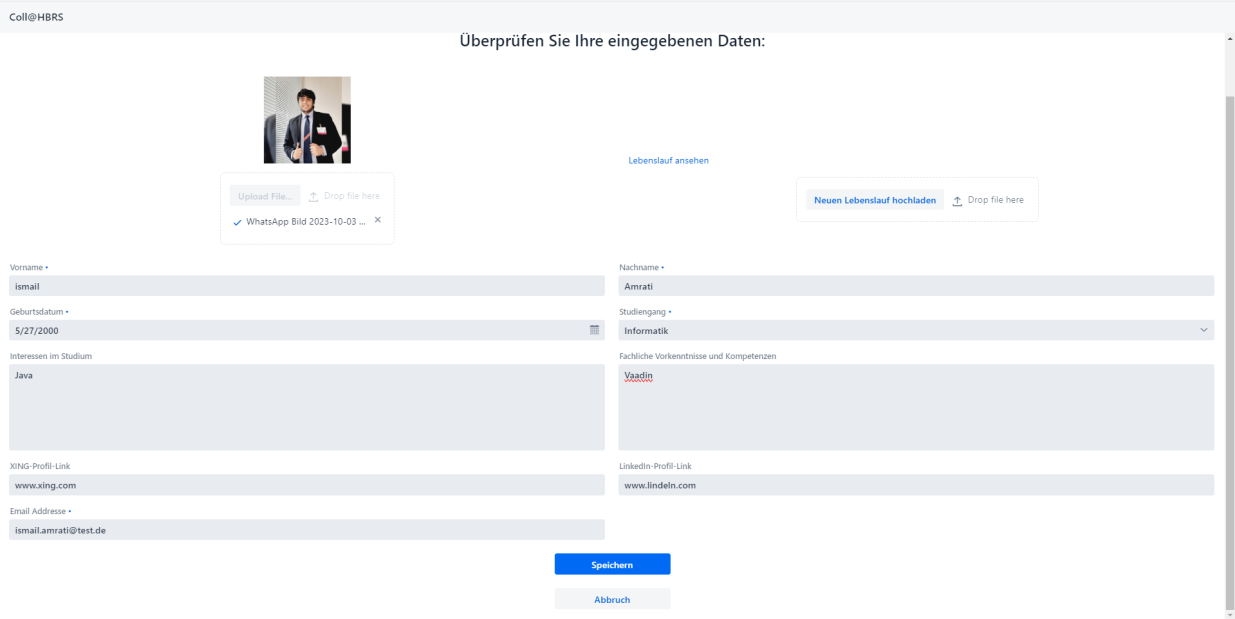 Coll@HBRS
Überprüfen Sie Ihre eingegebenen Daten:
Lebenslauf ansehen
Upload File... Drop file here
WhatsApp Bild 2023-10-03 ...
Neuen Lebenslauf hochladen Drop file here
Vorname •
ismail
Nachname •
Amrati
Geburtsdatum •
5/27/2000
Studiengang •
Informatik
Interessen im Studium
Java
Fachliche Vorkenntnisse und Kompetenzen
Vaadin
XING-Profil-Link
www.xing.com
LinkedIn-Profil-Link
www.lindeln.com
Email Addresse •
ismail.amrati@test.de
Speichern
Abbruch